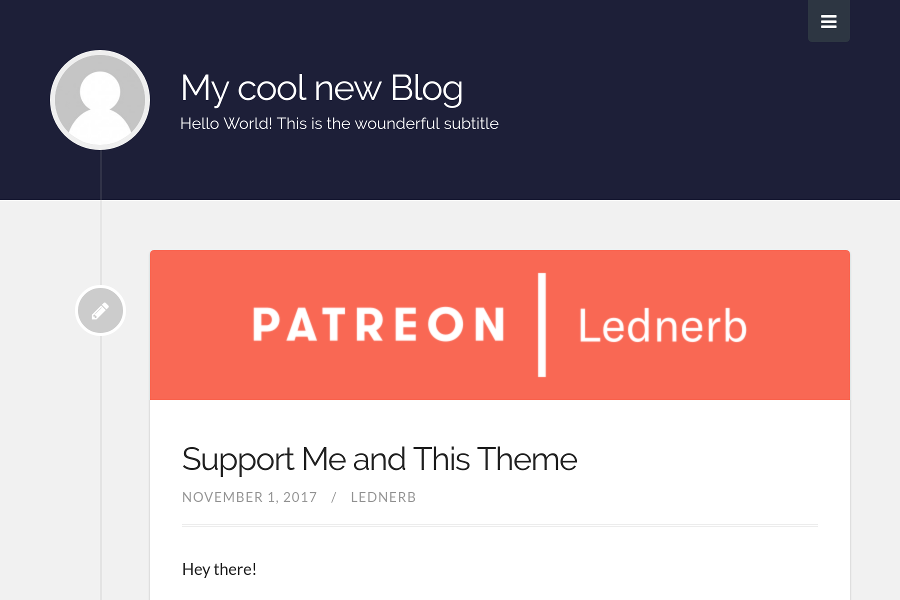 My cool new Blog
Hello World! This is the wounderful subtitle
PATREON | Lednerb
Support Me and This Theme
NOVEMBER 1, 2017 / LEDNERB
Hey there!